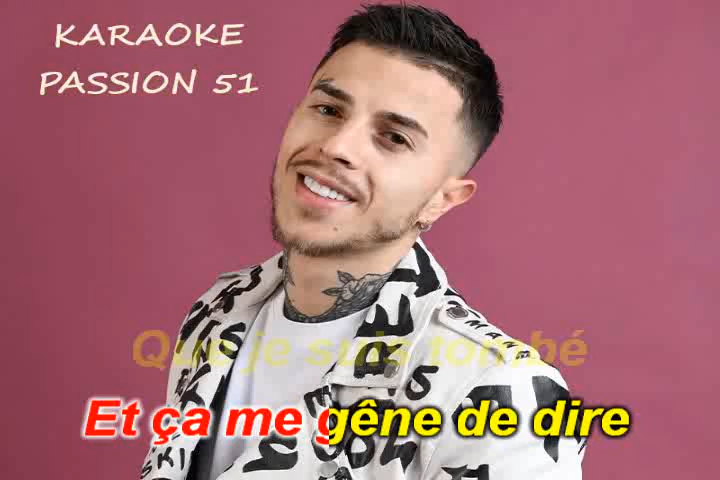 KARAOKE
PASSION 51
Que je suis tombé
Et ça me gêne de dire